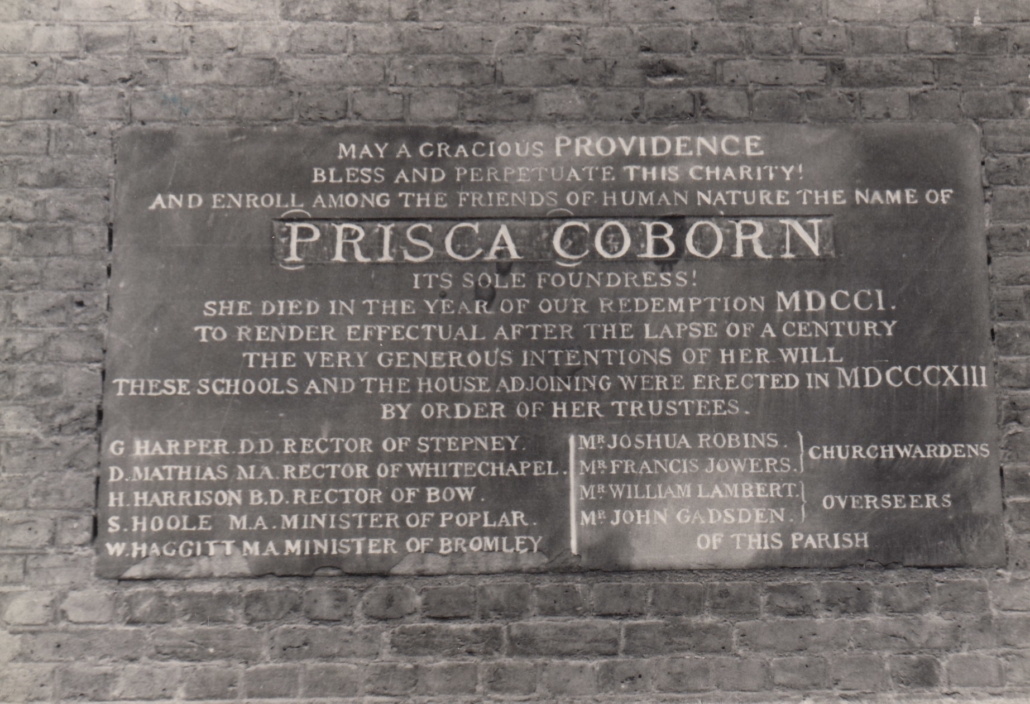 MAY A GRACIOUS PROVIDENCE
BLESS AND PERPETUATE THIS CHARITY!
AND ENROLL AMONG THE FRIENDS OF HUMAN NATURE THE NAME OF
PRISCA COBORN
ITS SOLE FOUNDRESS!
SHE DIED IN THE YEAR OF OUR REDEMPTION MDCCI.
TO RENDER EFFECTUAL AFTER THE LAPSE OF A CENTURY
THE VERY GENEROUS INTENTIONS OF HER WILL
THESE SCHOOLS AND THE HOUSE ADJOINING WERE ERECTED IN MDCCCXIII
BY ORDER OF HER TRUSTEES.
G HARPER. D.D. RECTOR OF STEPNEY.
D. MATHIAS M.A. RECTOR OF WHITECHAPEL.
H. HARRISON B.D. RECTOR OF BOW.
S. HOOLE M.A. MINISTER OF POPLAR.
W. HAGGITT M A MINISTER OF BROMLEY
MR JOSHUA ROBINS.
MR FRANCIS JOWERS.
CHURCHWARDENS
MR WILLIAM LAMBERT.
MR JOHN GADSDEN.
OVERSEERS
OF THIS PARISH